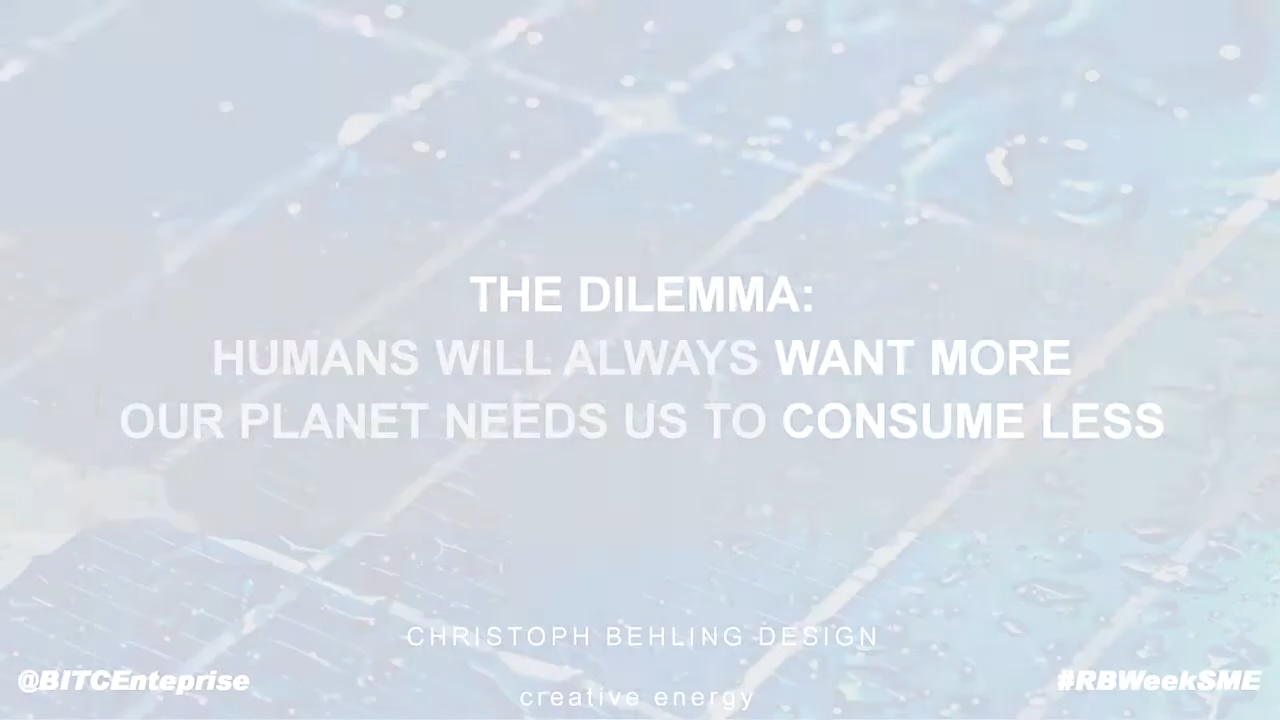 THE DILEMMA:
HUMANS WILL ALWAYS WANT MORE
OUR PLANET NEEDS US TO CONSUME LESS
CHRISTOPH BEHLING DESIGN
@BITCEnteprise
#RBWeekSME
creative energy